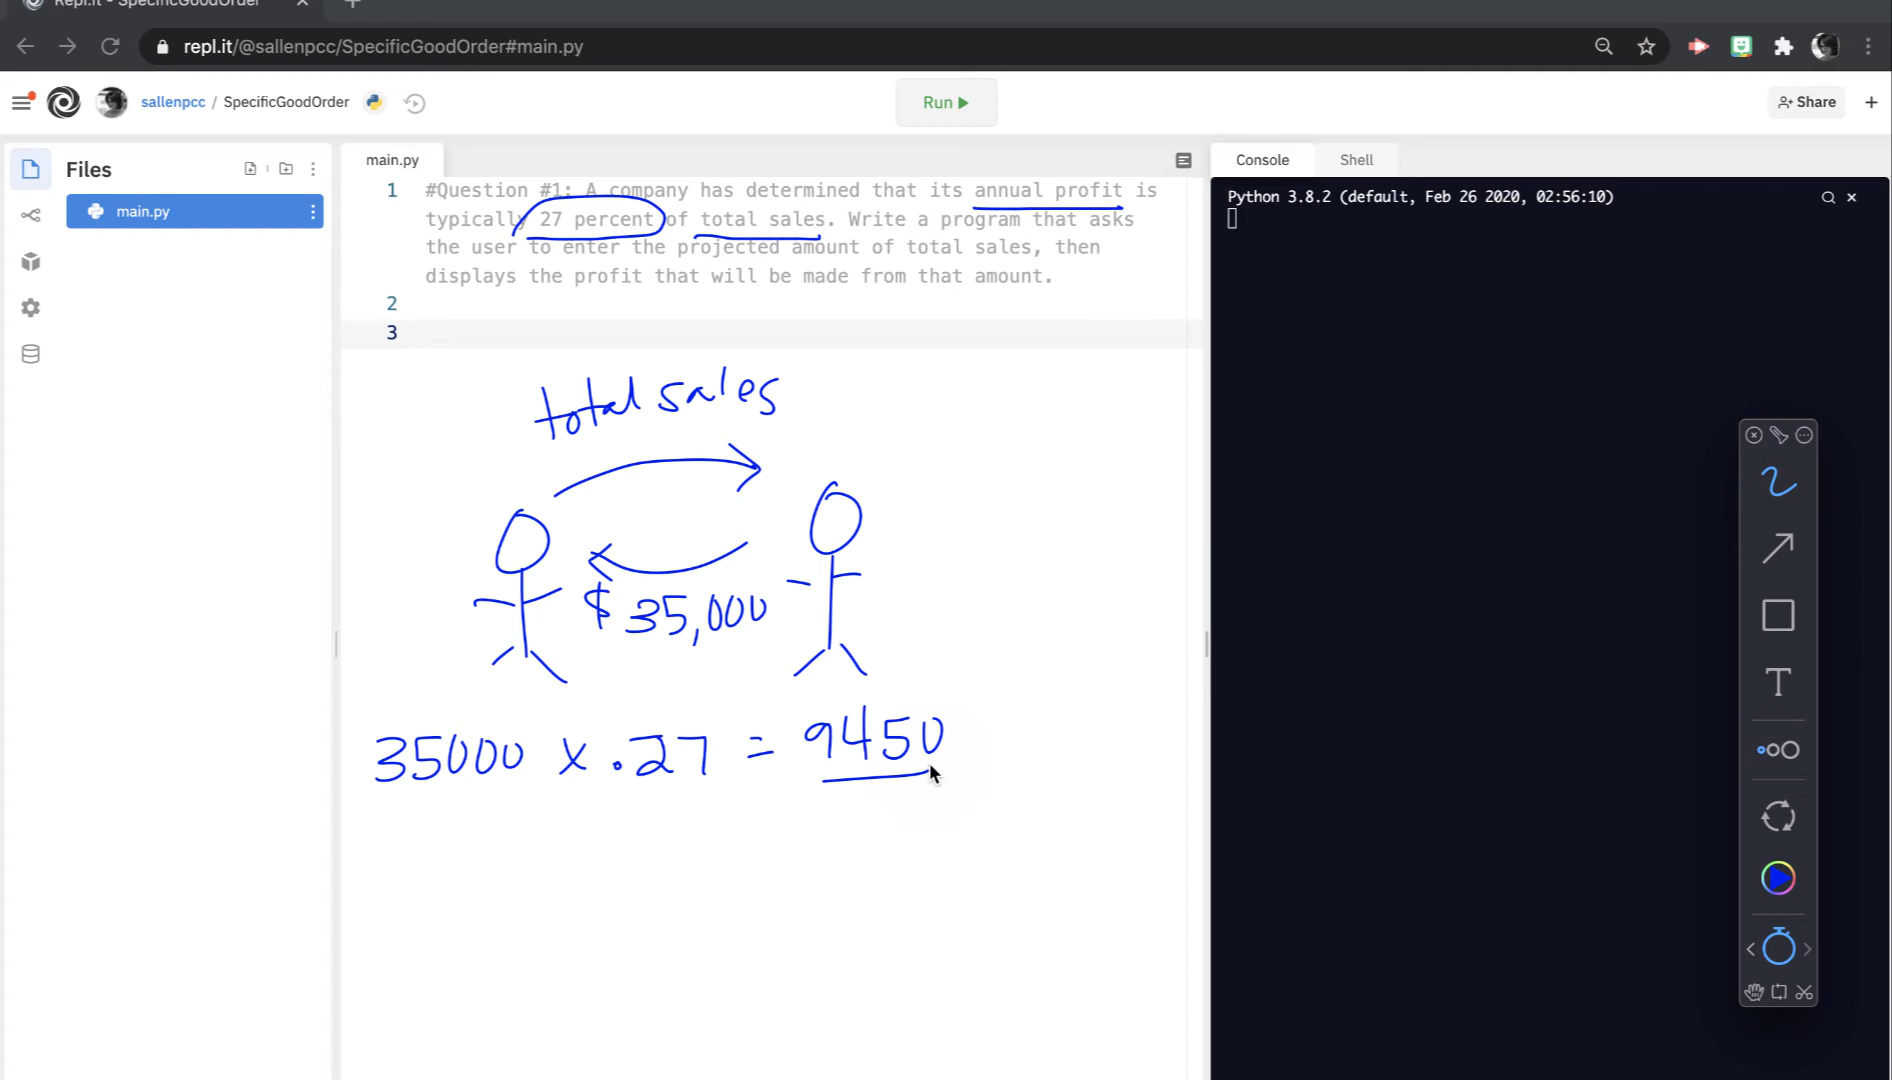 Repl.it - SpecificGoodOrder
repl.it/@sallenpcc/SpecificGoodOrder#main.py
sallenpcc / SpecificGoodOrder
Run
Share
Files
main.py
main.py
1 #Question #1: A company has determined that its annual profit is
typically 27 percent of total sales. Write a program that asks
the user to enter the projected amount of total sales, then
displays the profit that will be made from that amount.
2
3
total sales
$ 35,000
35000 x .27 = 9450
Console Shell
Python 3.8.2 (default, Feb 26 2020, 02:56:10)
T